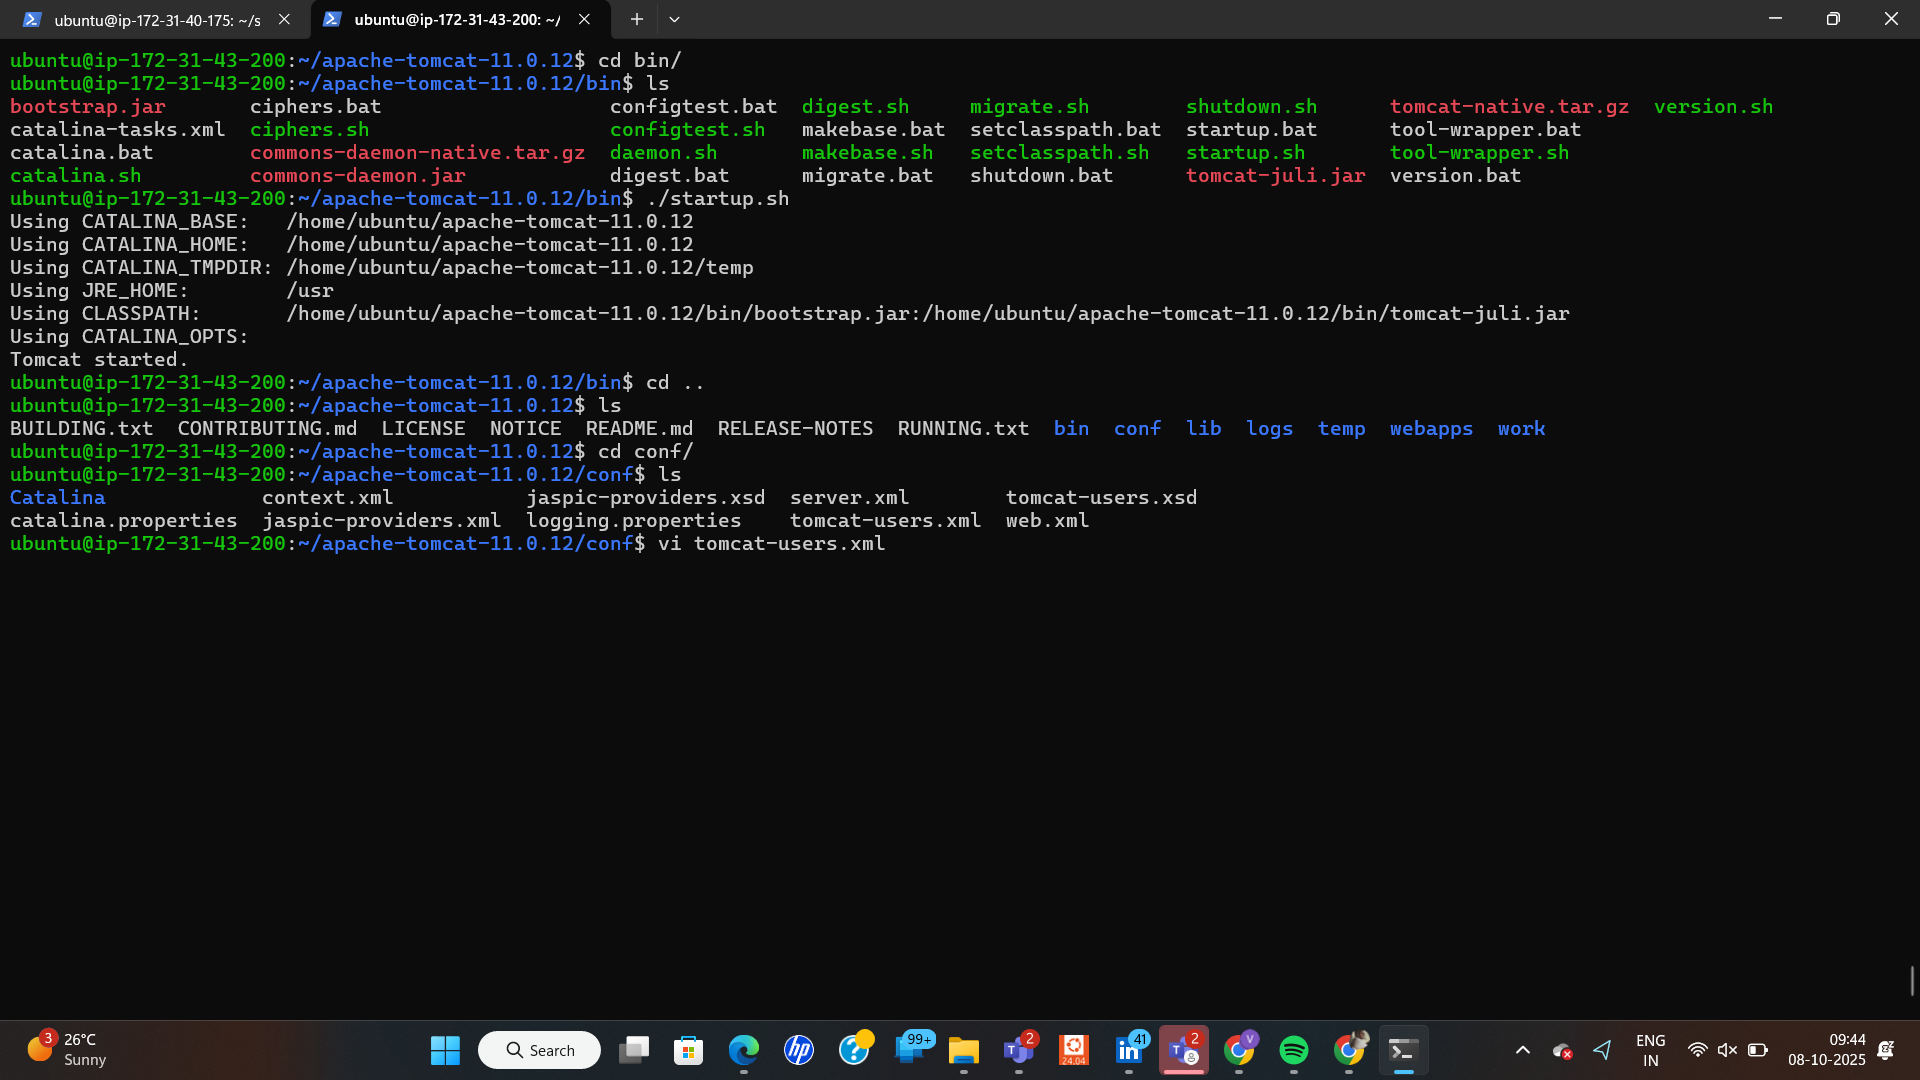 ubuntu@ip-172-31-40-175: ~/s
ubuntu@ip-172-31-43-200: ~/
ubuntu@ip-172-31-43-200:~/apache-tomcat-11.0.12$ cd bin/
ubuntu@ip-172-31-43-200:~/apache-tomcat-11.0.12/bin$ ls
bootstrap.jar ciphers.bat configtest.bat digest.sh migrate.sh shutdown.sh tomcat-native.tar.gz version.sh
catalina-tasks.xml ciphers.sh configtest.sh makebase.bat setclasspath.bat startup.bat tool-wrapper.bat
catalina.bat commons-daemon-native.tar.gz daemon.sh makebase.sh setclasspath.sh startup.sh tool-wrapper.sh
catalina.sh commons-daemon.jar digest.bat migrate.bat shutdown.bat tomcat-juli.jar version.bat
ubuntu@ip-172-31-43-200:~/apache-tomcat-11.0.12/bin$ ./startup.sh
Using CATALINA_BASE: /home/ubuntu/apache-tomcat-11.0.12
Using CATALINA_HOME: /home/ubuntu/apache-tomcat-11.0.12
Using CATALINA_TMPDIR: /home/ubuntu/apache-tomcat-11.0.12/temp
Using JRE_HOME: /usr
Using CLASSPATH: /home/ubuntu/apache-tomcat-11.0.12/bin/bootstrap.jar:/home/ubuntu/apache-tomcat-11.0.12/bin/tomcat-juli.jar
Using CATALINA_OPTS:
Tomcat started.
ubuntu@ip-172-31-43-200:~/apache-tomcat-11.0.12/bin$ cd ..
ubuntu@ip-172-31-43-200:~/apache-tomcat-11.0.12$ ls
BUILDING.txt CONTRIBUTING.md LICENSE NOTICE README.md RELEASE-NOTES RUNNING.txt bin conf lib logs temp webapps work
ubuntu@ip-172-31-43-200:~/apache-tomcat-11.0.12$ cd conf/
ubuntu@ip-172-31-43-200:~/apache-tomcat-11.0.12/conf$ ls
Catalina context.xml jaspic-providers.xsd server.xml tomcat-users.xsd
catalina.properties jaspic-providers.xml logging.properties tomcat-users.xml web.xml
ubuntu@ip-172-31-43-200:~/apache-tomcat-11.0.12/conf$ vi tomcat-users.xml
3
26°C
Sunny
Search
hp
?
99+
T 2
24.04
in 41
T 2
V
ENG
IN
09:44
08-10-2025